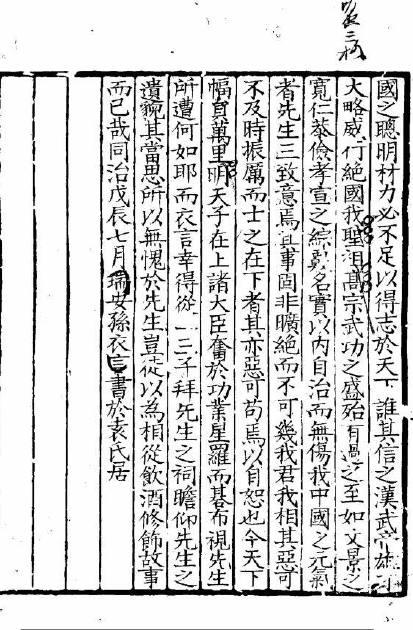 國之聰明材力必不足以得志於天下誰其信之漢武帝雄
大略威行絕國我聖祖高宗武功之盛殆有過之至如文景之
寬仁恭儉孝宣之綜覈名實以內自治而無傷我中國之元氣
者先生三致意焉其事固非曠絕而不可幾我君我相其惡可
不及時振厲而士之在下者其亦惡可苟焉以自恕也今天下
幅員萬里明天子在上諸大臣奮於功業星羅而棊布視先生
所遭何如耶而衣言幸得從二三子拜先生之祠瞻仰先生之
遺貌其當思所以無愧於先生豈徒以為相從飲酒修飾故事
而已哉同治戊辰七月瑞安孫衣言書於袁氏居